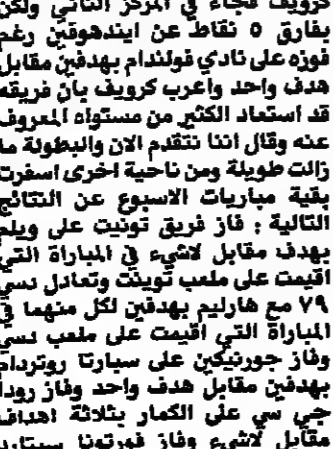 كرويف فجاء في المركز الثاني ولكن
بفارق ٥ نقاط عن ايندهوفين رغم
فوزه على نادي فولندام بهدفين مقابل
هدف واحد واعرب كرويف بان فريقه
قد استعاد الكثير من مستواه المعروف
عنه وقال اننا نتقدم الان والبطولة ما
زالت طويلة ومن ناحية اخرى اسفرت
بقية مباريات الاسبوع عن النتائج
التالية : فاز فريق تونيت على ويلم
بهدف مقابل لاشيء في المباراة التي
اقيمت على ملعب توينت وتعادل دسي
٧٩ مع هارليم بهدفين لكل منهما في
المباراة التي اقيمت على ملعب دسي
وفاز جورنيكين على سبارتا روتردام
بهدفين مقابل هدف واحد وفاز رودا
جي سي على الكمار بثلاثة اهداف
مقابل لاشيء وفاز فورتونا سيتارد